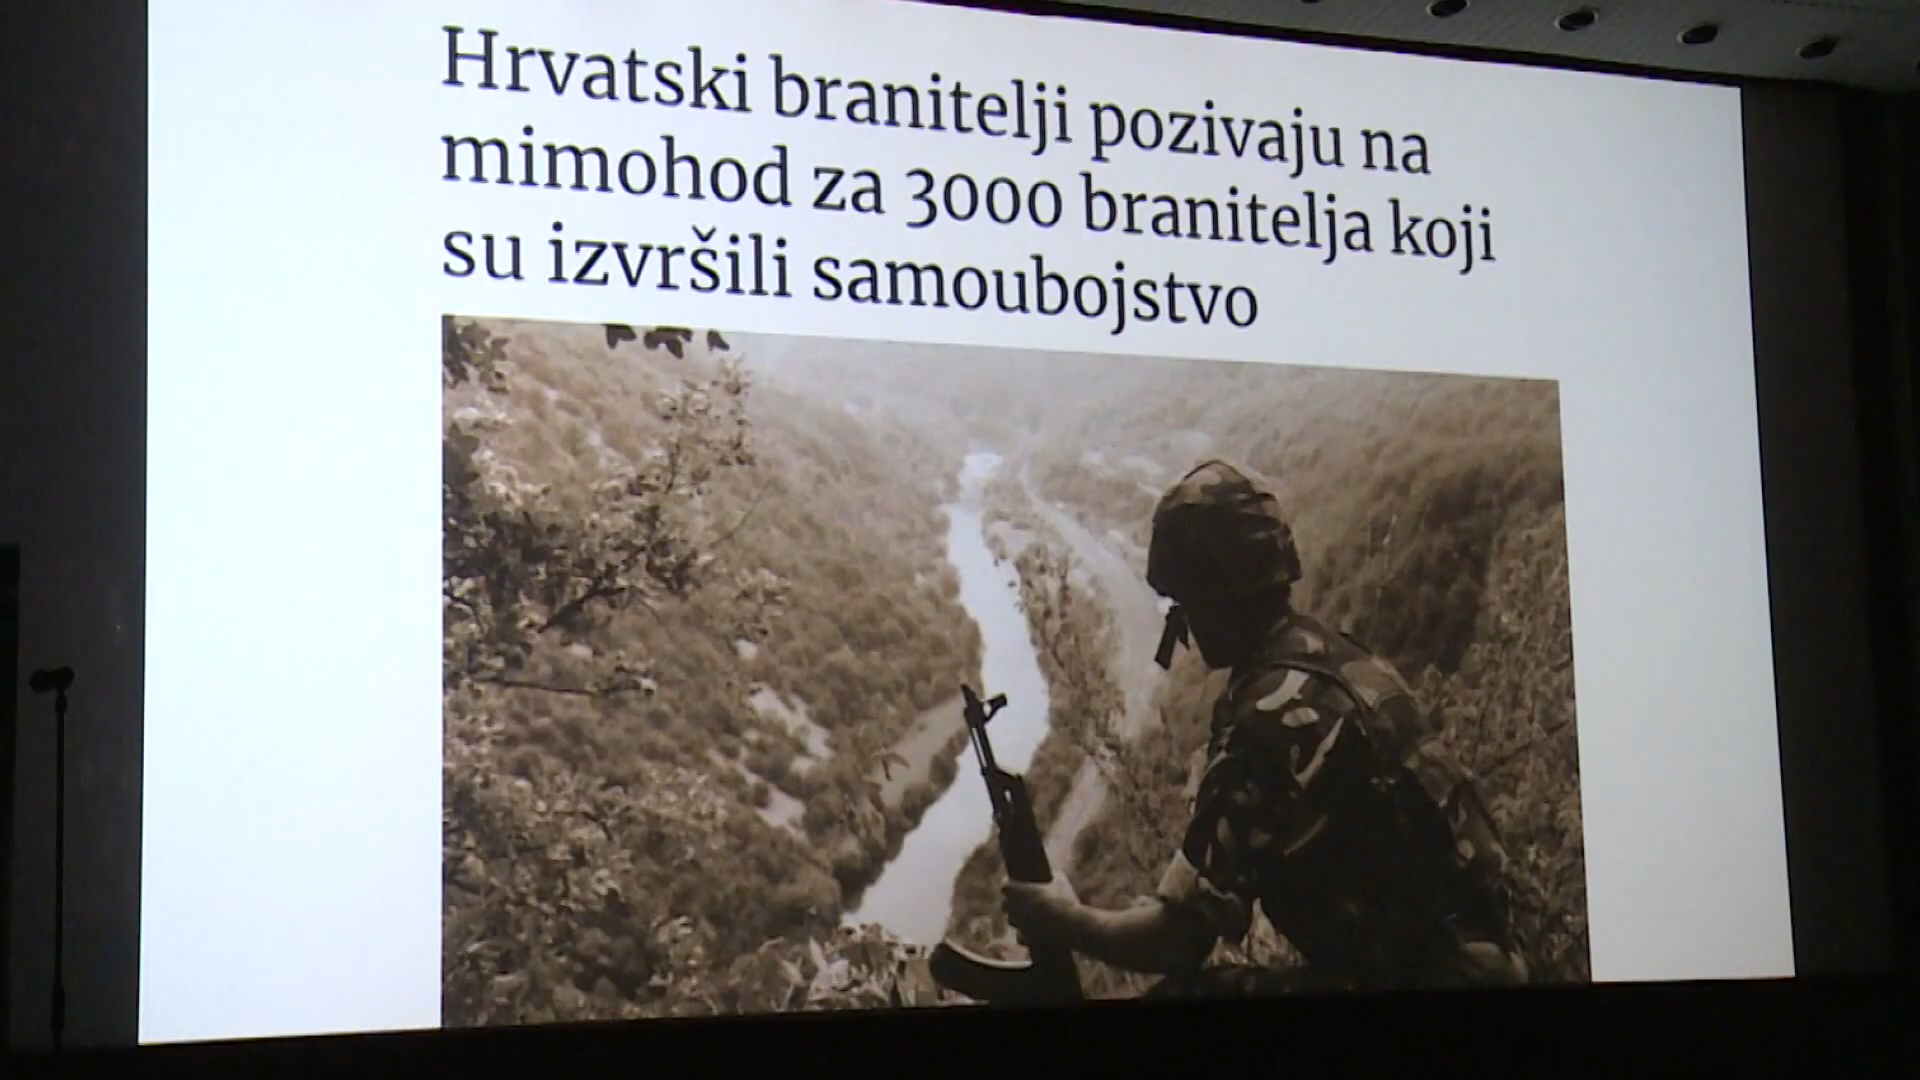 Hrvatski branitelji pozivaju na
mimohod za 3000 branitelja koji
su izvršili samoubojstvo